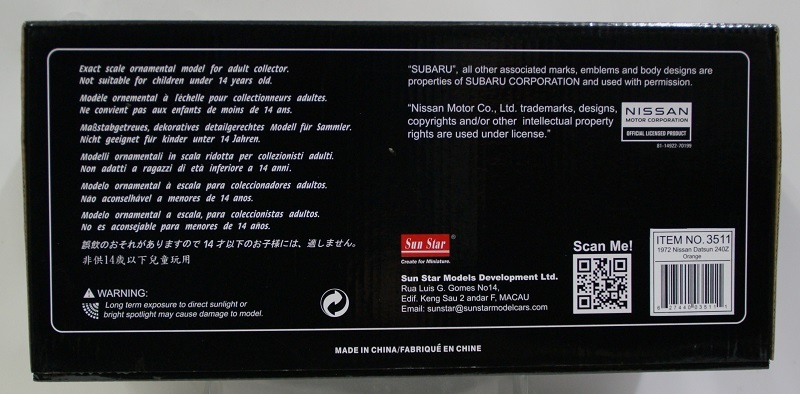 Exact scale ornamental model for adult collector.
Not suitable for children under 14 years old.
Modèle ornemental à l'échelle pour collectionneurs adultes.
Ne convient pas aux enfants de moins de 14 ans.
Maßstabgetreues, dekoratives detailgerechtes Modell für Sammler.
Nicht geeignet für kinder unter 14 Jahren.
Modelli ornamentali in scala ridotta per collezionisti adulti.
Non adatti a ragazzi di età inferiore a 14 anni.
Modelo ornamental à escala para coleccionadores adultos.
Não aconselhável a menores de 14 anos.
Modelo ornamental a escala, para coleccionistas adultos.
No es aconsejable para menores de 14 anos.
誤飲のおそれがありますので 14 才以下のお子様には、適しません。
非供14歲以下兒童玩用
WARNING:
Long term exposure to direct sunlight or
bright spotlight may cause damage to model.
"SUBARU", all other associated marks, emblems and body designs are
properties of SUBARU CORPORATION and used with permission.
"Nissan Motor Co., Ltd. trademarks, designs,
copyrights and/or other intellectual property
rights are used under license."
NISSAN
MOTOR CORPORATION
OFFICIAL LICENSED PRODUCT
81-14922-70199
Sun Star
®
Create for Miniature.
Sun Star Models Development Ltd.
Rua Luis G. Gomes No14,
Edif. Keng Sau 2 andar F, MACAU
Email: sunstar@sunstarmodelcars.com
Scan Me!
ITEM NO. 3511
1972 Nissan Datsun 240Z
Orange
MADE IN CHINA/FABRIQUÉ EN CHINE